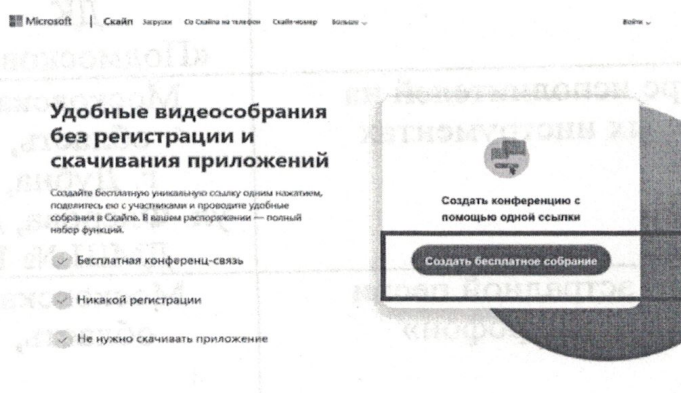 Microsoft | Скайп Загрузки Со Скайпа на телефон Скайп-номер Больше Войти
Удобные видеособрания
без регистрации и
скачивания приложений
Создайте бесплатную уникальную ссылку одним нажатием,
поделитесь ею с участниками и проводите удобные
собрания в Скайпе. В вашем распоряжении — полный
набор функций.
Бесплатная конференц-связь
Никакой регистрации
Не нужно скачивать приложение
Создать конференцию с
помощью одной ссылки
Создать бесплатное собрание